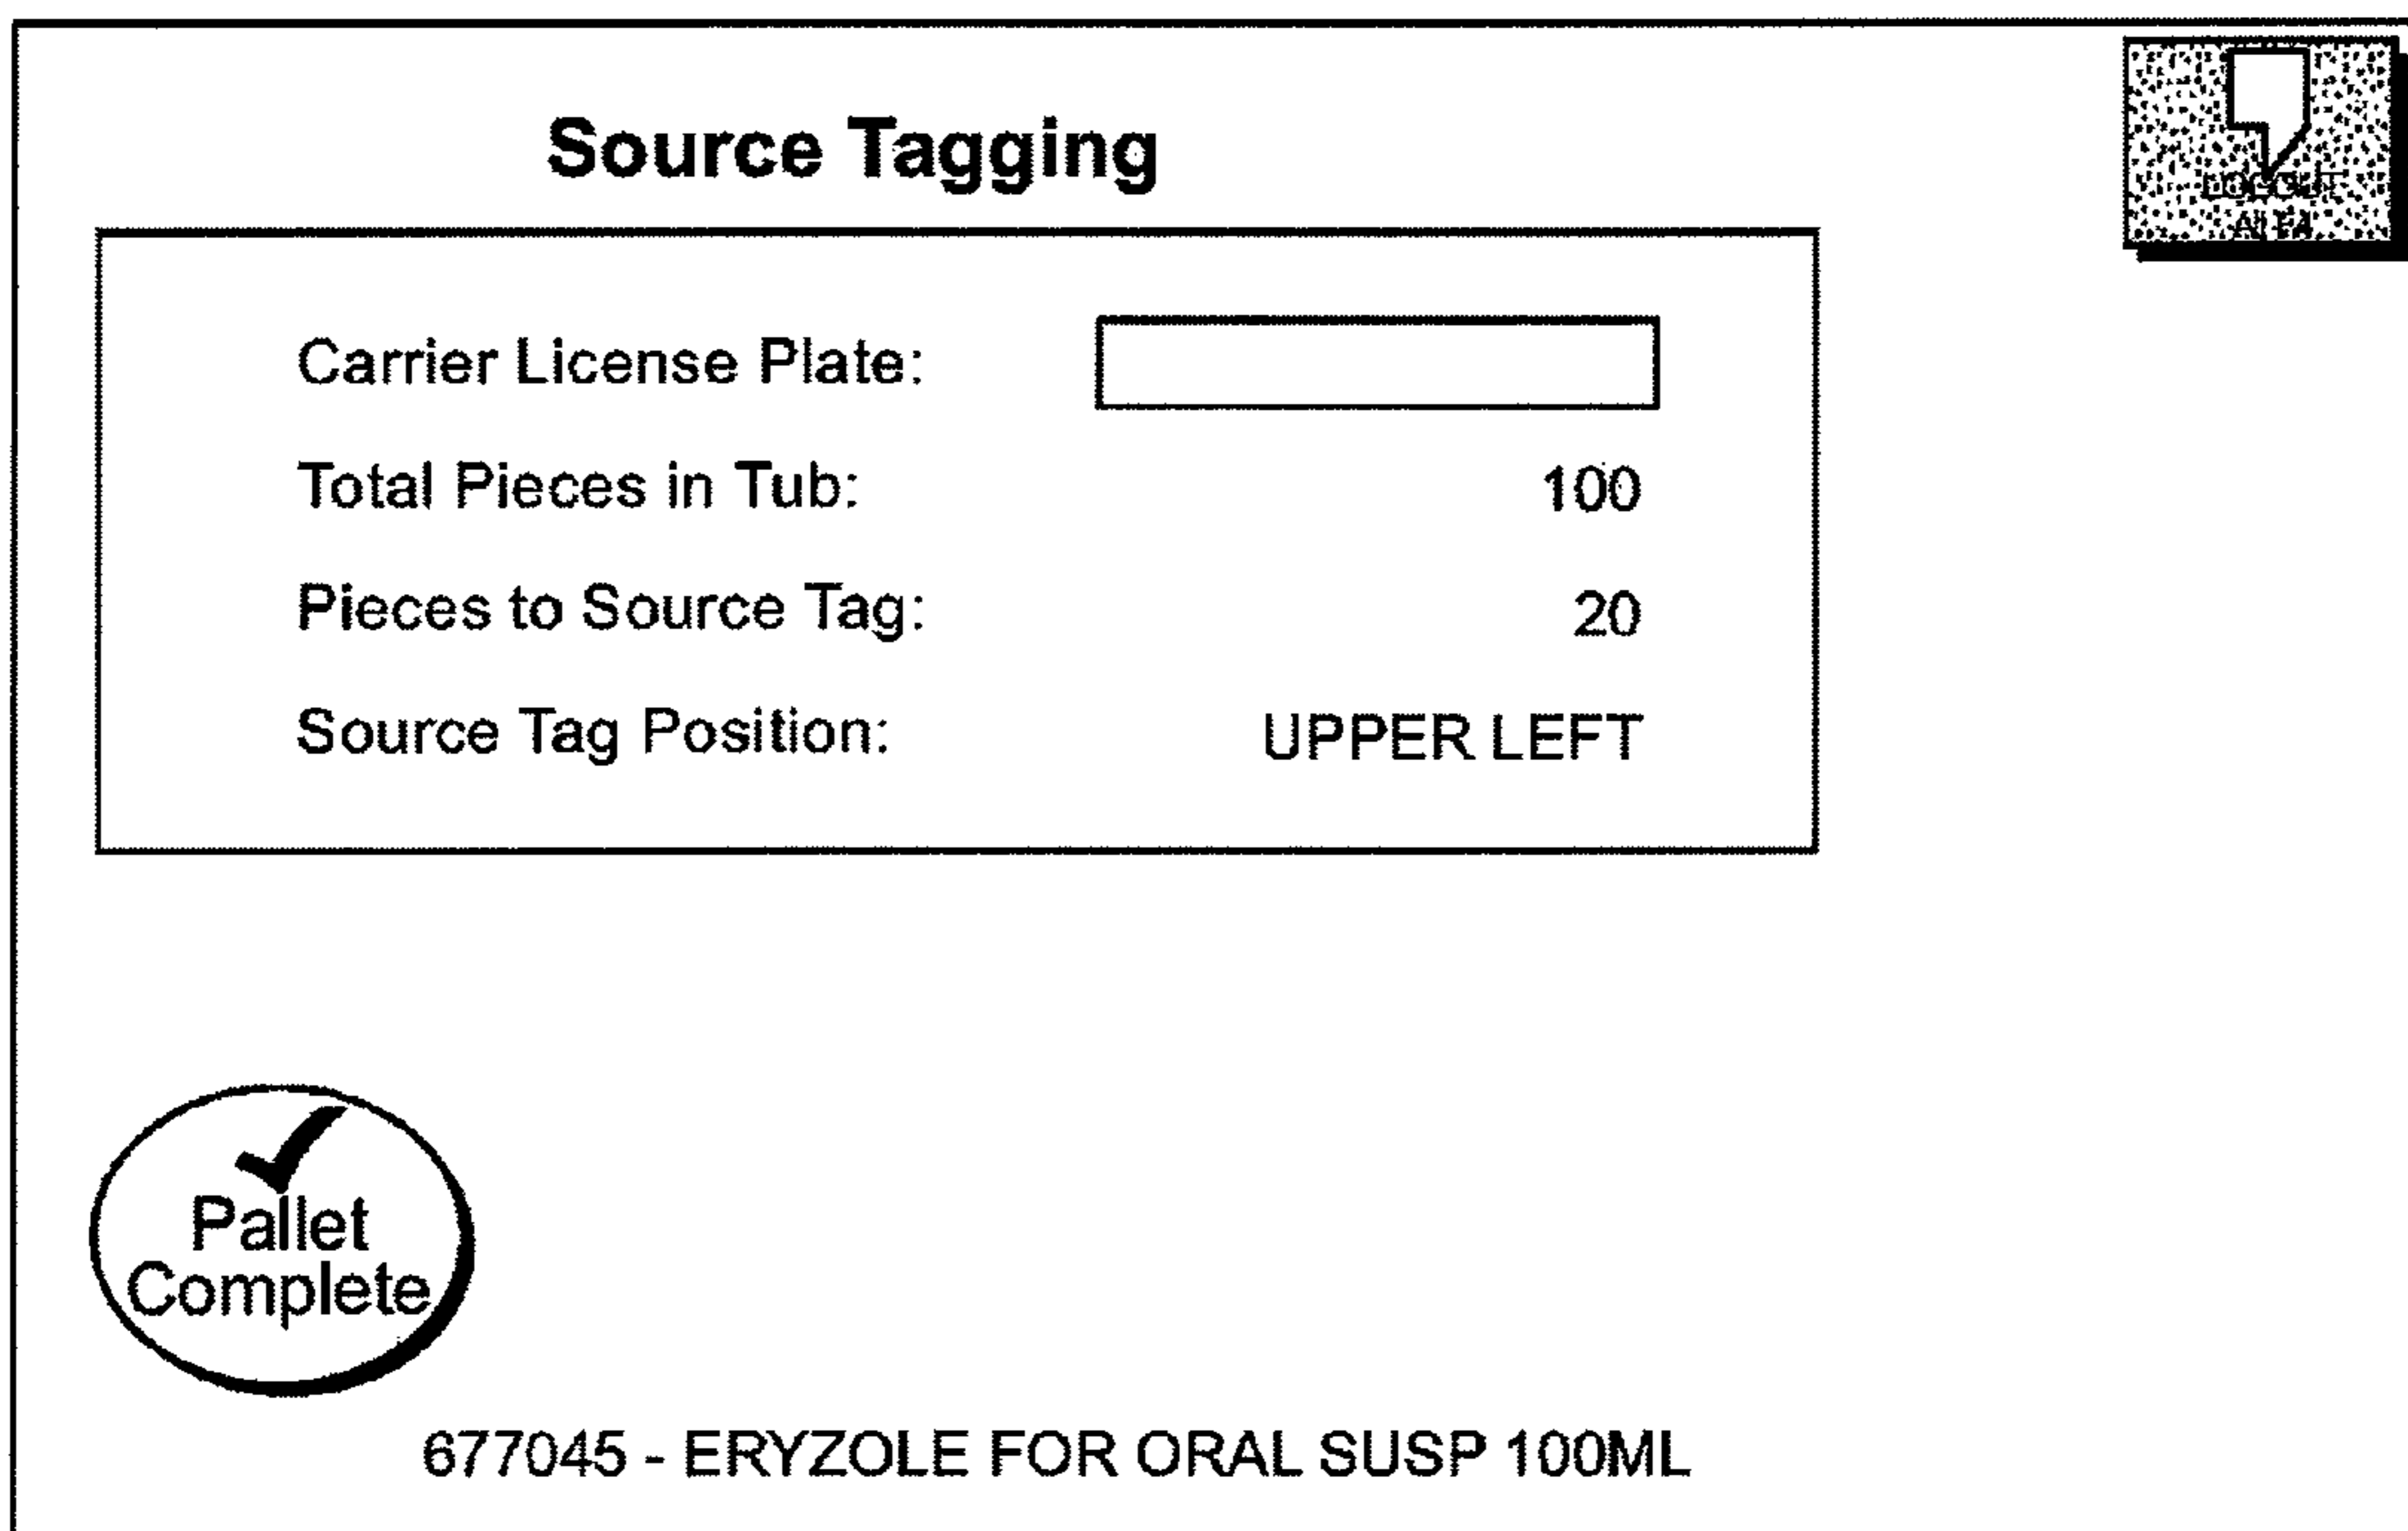 Source Tagging
Carrier License Plate:
Total Pieces in Tub: 100
Pieces to Source Tag: 20
Source Tag Position: UPPER LEFT
Pallet
Complete
677045 - ERYZOLE FOR ORAL SUSP 100ML